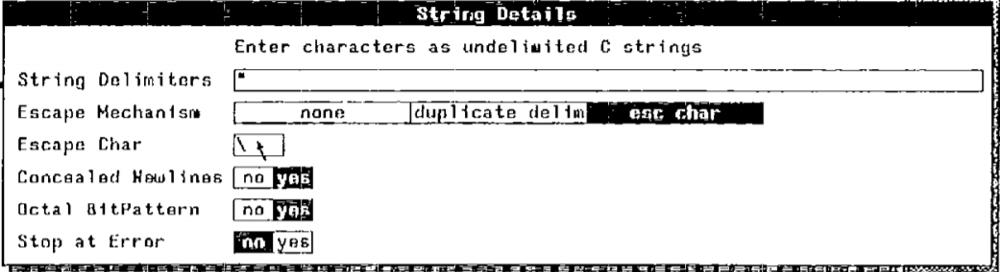 String Details
Enter characters as undelimited C strings
String Delimiters "
Escape Mechanism none duplicate delim esc char
Escape Char \
Concealed Newlines no yes
Octal BitPattern no yes
Stop at Error no yes